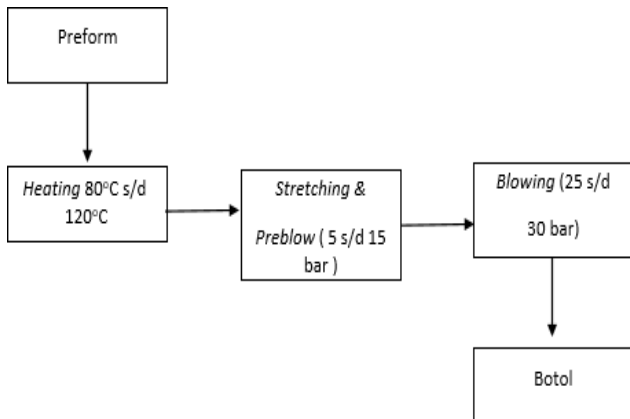 Preform
Heating 80°C s/d
120°C
Stretching &
Preblow ( 5 s/d 15
bar )
Blowing (25 s/d
30 bar)
Botol